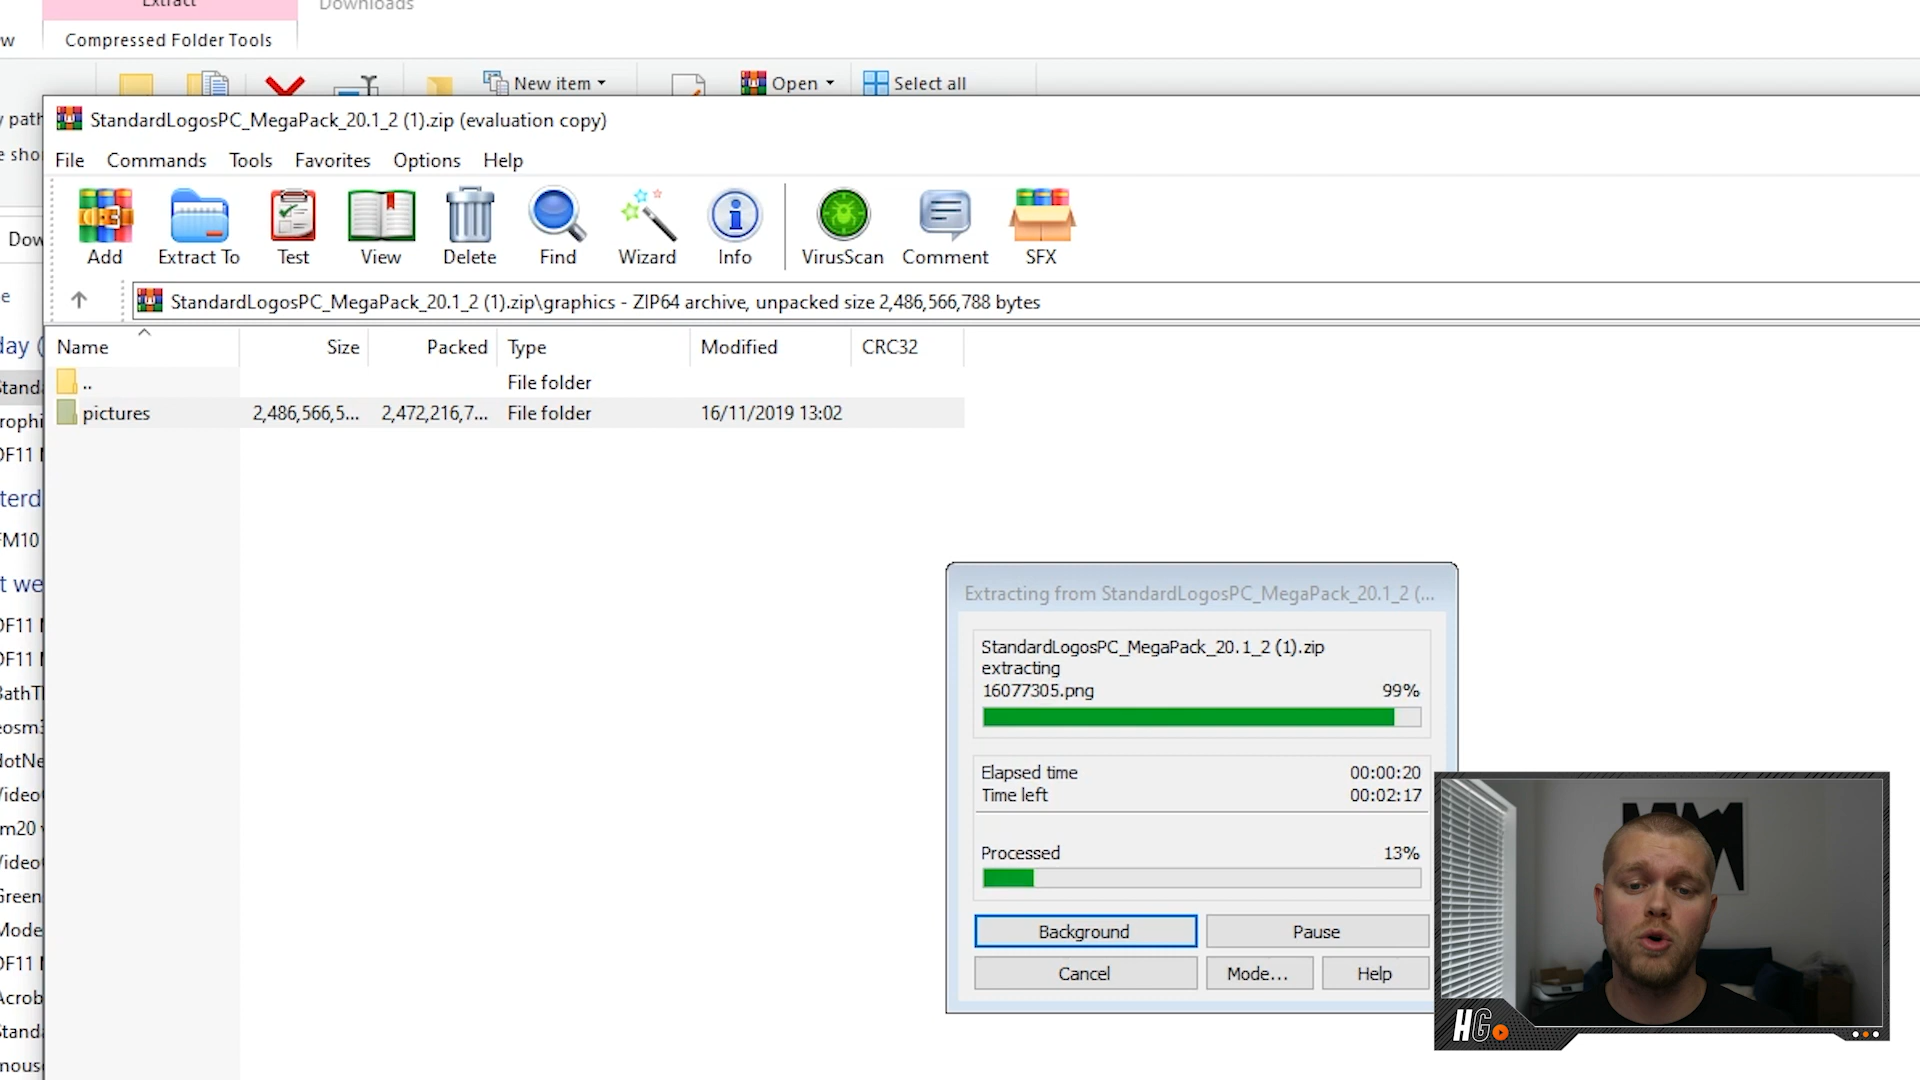 Extract
Downloads
Compressed Folder Tools
New item
Open
Select all
StandardLogosPC_MegaPack_20.1_2 (1).zip (evaluation copy)
File Commands Tools Favorites Options Help
Add Extract To Test View Delete Find Wizard Info VirusScan Comment SFX
StandardLogosPC_MegaPack_20.1_2 (1).zip\graphics - ZIP64 archive, unpacked size 2,486,566,788 bytes
Name Size Packed Type Modified CRC32
.. File folder
pictures 2,486,566,5... 2,472,216,7... File folder 16/11/2019 13:02
Extracting from StandardLogosPC_MegaPack_20.1_2 (...
StandardLogosPC_MegaPack_20.1_2 (1).zip
extracting
16077305.png 99%
Elapsed time 00:00:20
Time left 00:02:17
Processed 13%
Background Pause
Cancel Mode... Help
HG